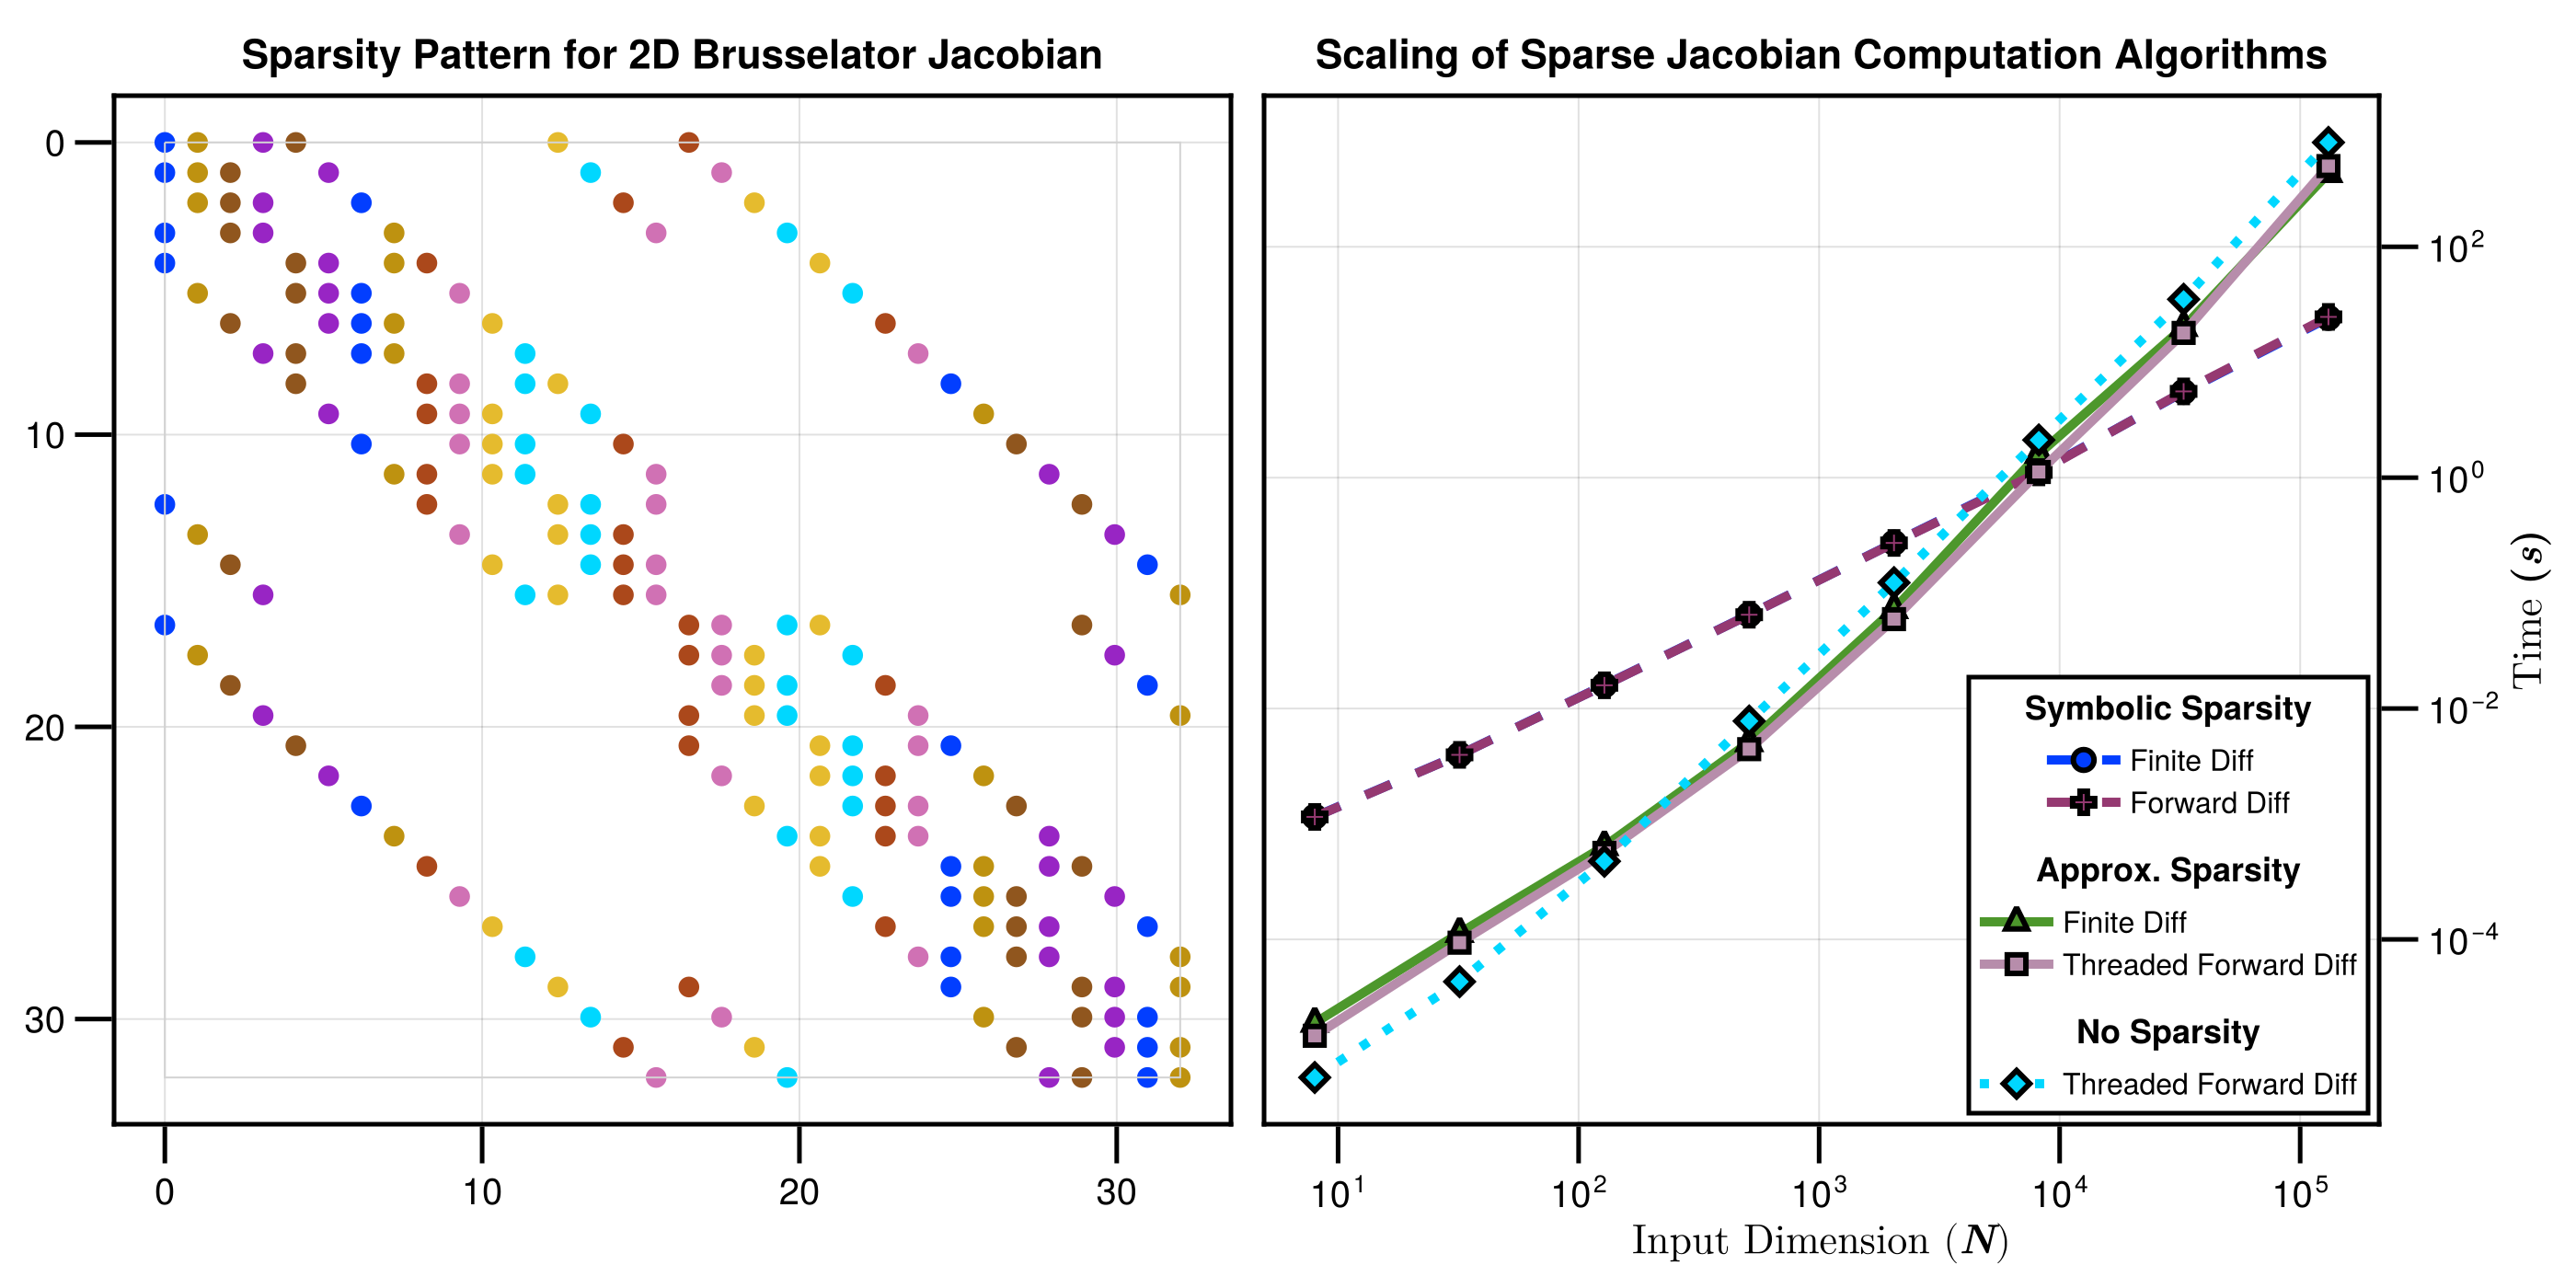 Sparsity Pattern for 2D Brusselator Jacobian
0
10
20
30
0 10 20 30
Scaling of Sparse Jacobian Computation Algorithms
10²
10⁰
10⁻²
10⁻⁴
Time (s)
Symbolic Sparsity
Finite Diff
Forward Diff
Approx. Sparsity
Finite Diff
Threaded Forward Diff
No Sparsity
Threaded Forward Diff
10¹ 10² 10³ 10⁴ 10⁵
Input Dimension (N)